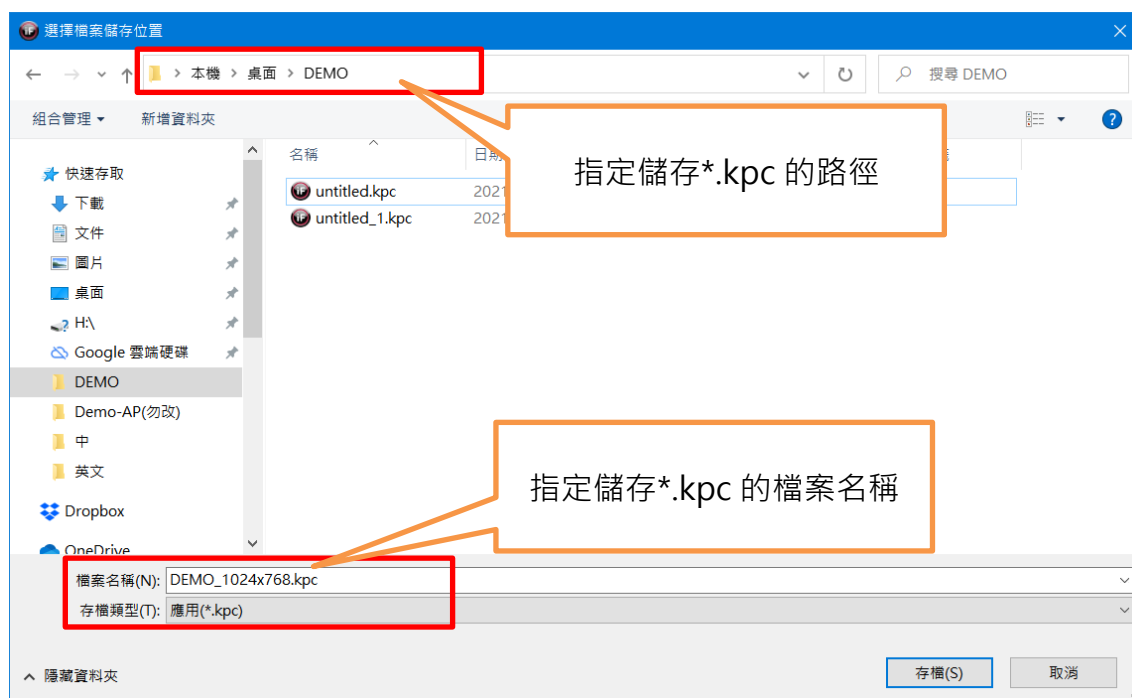 選擇檔案儲存位置
本機 › 桌面 › DEMO
搜尋 DEMO
組合管理
新增資料夾
名稱
日期
快速存取
下載
文件
圖片
桌面
H:\
Google 雲端硬碟
DEMO
Demo-AP(勿改)
中
英文
Dropbox
OneDrive
untitled.kpc 2021
untitled_1.kpc 2021
指定儲存*.kpc 的路徑
指定儲存*.kpc 的檔案名稱
檔案名稱(N): DEMO_1024x768.kpc
存檔類型(T): 應用(*.kpc)
隱藏資料夾
存檔(S)
取消